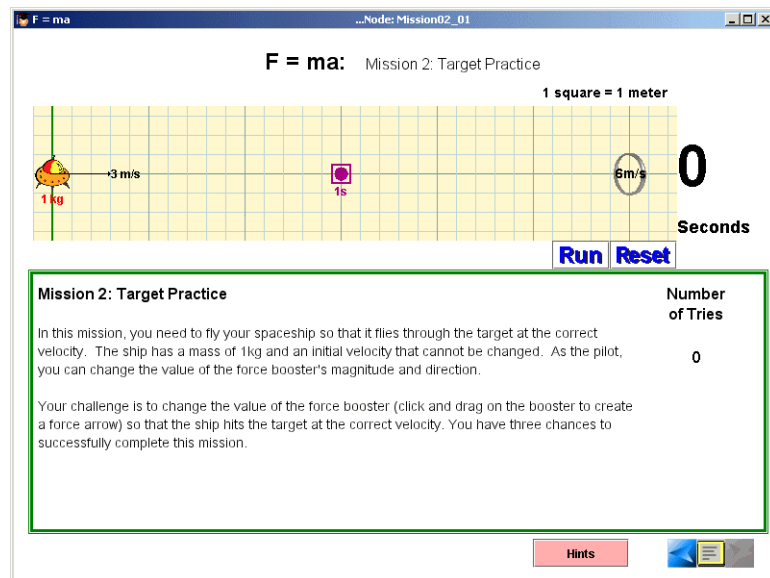 F = ma ...Node: Mission02_01
F = ma: Mission 2: Target Practice
1 square = 1 meter
3 m/s
1 kg
1s
6m/s
0
Seconds
Run Reset
Mission 2: Target Practice
Number
of Tries
0
In this mission, you need to fly your spaceship so that it flies through the target at the correct
velocity. The ship has a mass of 1kg and an initial velocity that cannot be changed. As the pilot,
you can change the value of the force booster's magnitude and direction.
Your challenge is to change the value of the force booster (click and drag on the booster to create
a force arrow) so that the ship hits the target at the correct velocity. You have three chances to
successfully complete this mission.
Hints